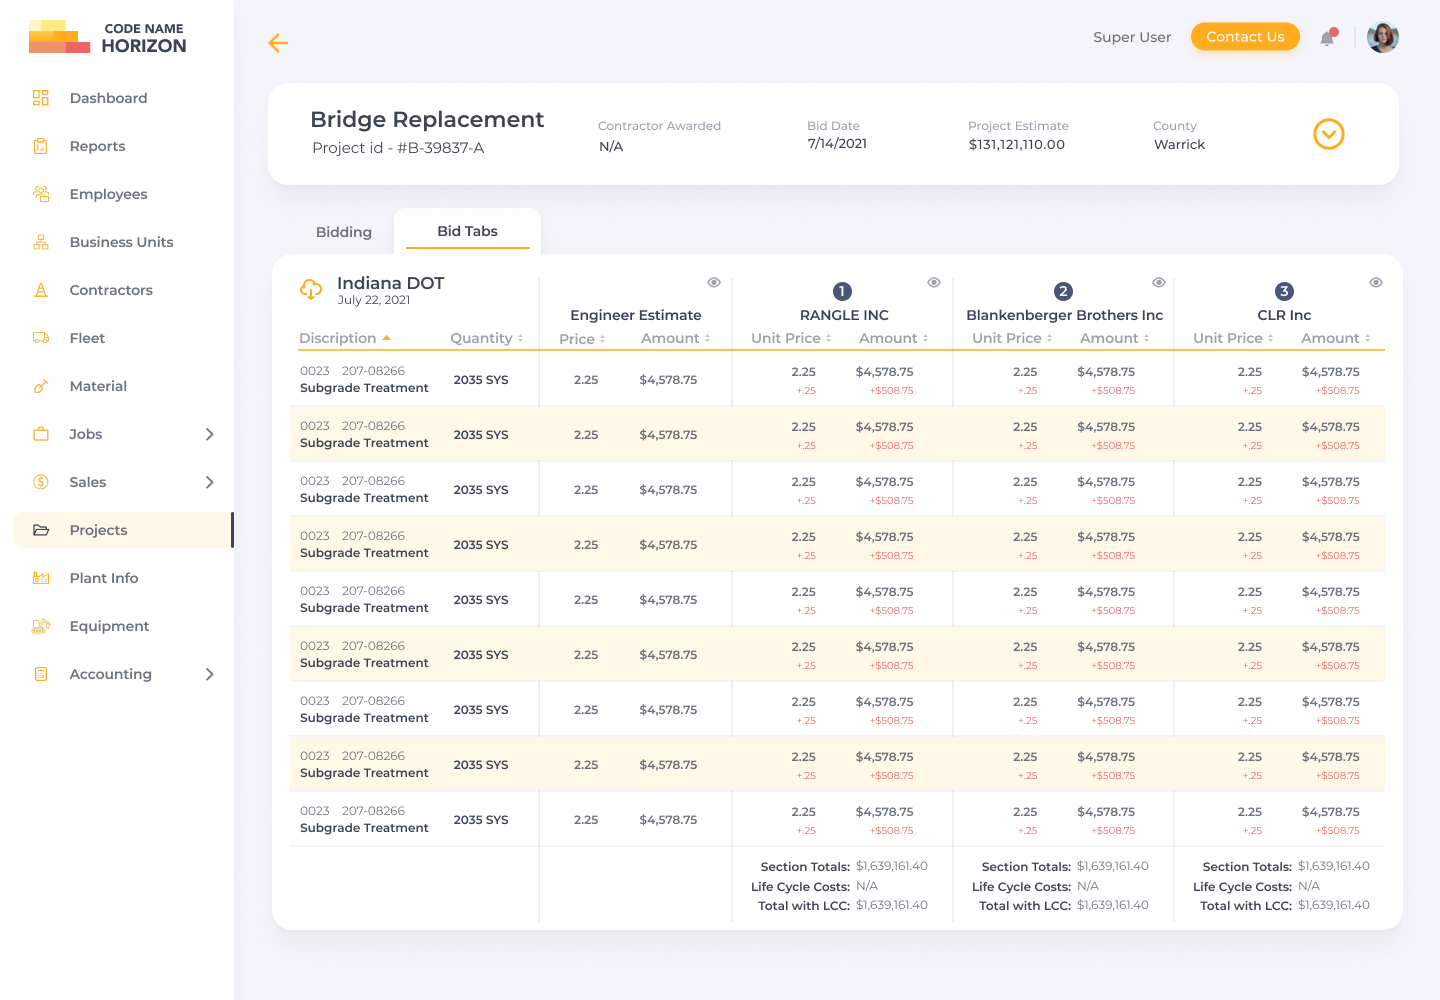 CODE NAME
HORIZON
Dashboard
Reports
Employees
Business Units
Contractors
Fleet
Material
Jobs
Sales
Projects
Plant Info
Equipment
Accounting
Super User
Contact Us
Bridge Replacement
Project id - #B-39837-A
Contractor Awarded
N/A
Bid Date
7/14/2021
Project Estimate
$131,121,110.00
County
Warrick
Bidding
Bid Tabs
Indiana DOT
July 22, 2021
Engineer Estimate
1
RANGLE INC
2
Blankenberger Brothers Inc
3
CLR Inc
Discription Quantity Price Amount Unit Price Amount Unit Price Amount Unit Price Amount
0023 207-08266
Subgrade Treatment 2035 SYS 2.25 $4,578.75 2.25 $4,578.75 2.25 $4,578.75 2.25 $4,578.75
+.25 +$508.75 +.25 +$508.75 +.25 +$508.75
0023 207-08266
Subgrade Treatment 2035 SYS 2.25 $4,578.75 2.25 $4,578.75 2.25 $4,578.75 2.25 $4,578.75
+.25 +$508.75 +.25 +$508.75 +.25 +$508.75
0023 207-08266
Subgrade Treatment 2035 SYS 2.25 $4,578.75 2.25 $4,578.75 2.25 $4,578.75 2.25 $4,578.75
+.25 +$508.75 +.25 +$508.75 +.25 +$508.75
0023 207-08266
Subgrade Treatment 2035 SYS 2.25 $4,578.75 2.25 $4,578.75 2.25 $4,578.75 2.25 $4,578.75
+.25 +$508.75 +.25 +$508.75 +.25 +$508.75
0023 207-08266
Subgrade Treatment 2035 SYS 2.25 $4,578.75 2.25 $4,578.75 2.25 $4,578.75 2.25 $4,578.75
+.25 +$508.75 +.25 +$508.75 +.25 +$508.75
0023 207-08266
Subgrade Treatment 2035 SYS 2.25 $4,578.75 2.25 $4,578.75 2.25 $4,578.75 2.25 $4,578.75
+.25 +$508.75 +.25 +$508.75 +.25 +$508.75
0023 207-08266
Subgrade Treatment 2035 SYS 2.25 $4,578.75 2.25 $4,578.75 2.25 $4,578.75 2.25 $4,578.75
+.25 +$508.75 +.25 +$508.75 +.25 +$508.75
0023 207-08266
Subgrade Treatment 2035 SYS 2.25 $4,578.75 2.25 $4,578.75 2.25 $4,578.75 2.25 $4,578.75
+.25 +$508.75 +.25 +$508.75 +.25 +$508.75
0023 207-08266
Subgrade Treatment 2035 SYS 2.25 $4,578.75 2.25 $4,578.75 2.25 $4,578.75 2.25 $4,578.75
+.25 +$508.75 +.25 +$508.75 +.25 +$508.75
Section Totals: $1,639,161.40 Section Totals: $1,639,161.40 Section Totals: $1,639,161.40
Life Cycle Costs: N/A Life Cycle Costs: N/A Life Cycle Costs: N/A
Total with LCC: $1,639,161.40 Total with LCC: $1,639,161.40 Total with LCC: $1,639,161.40